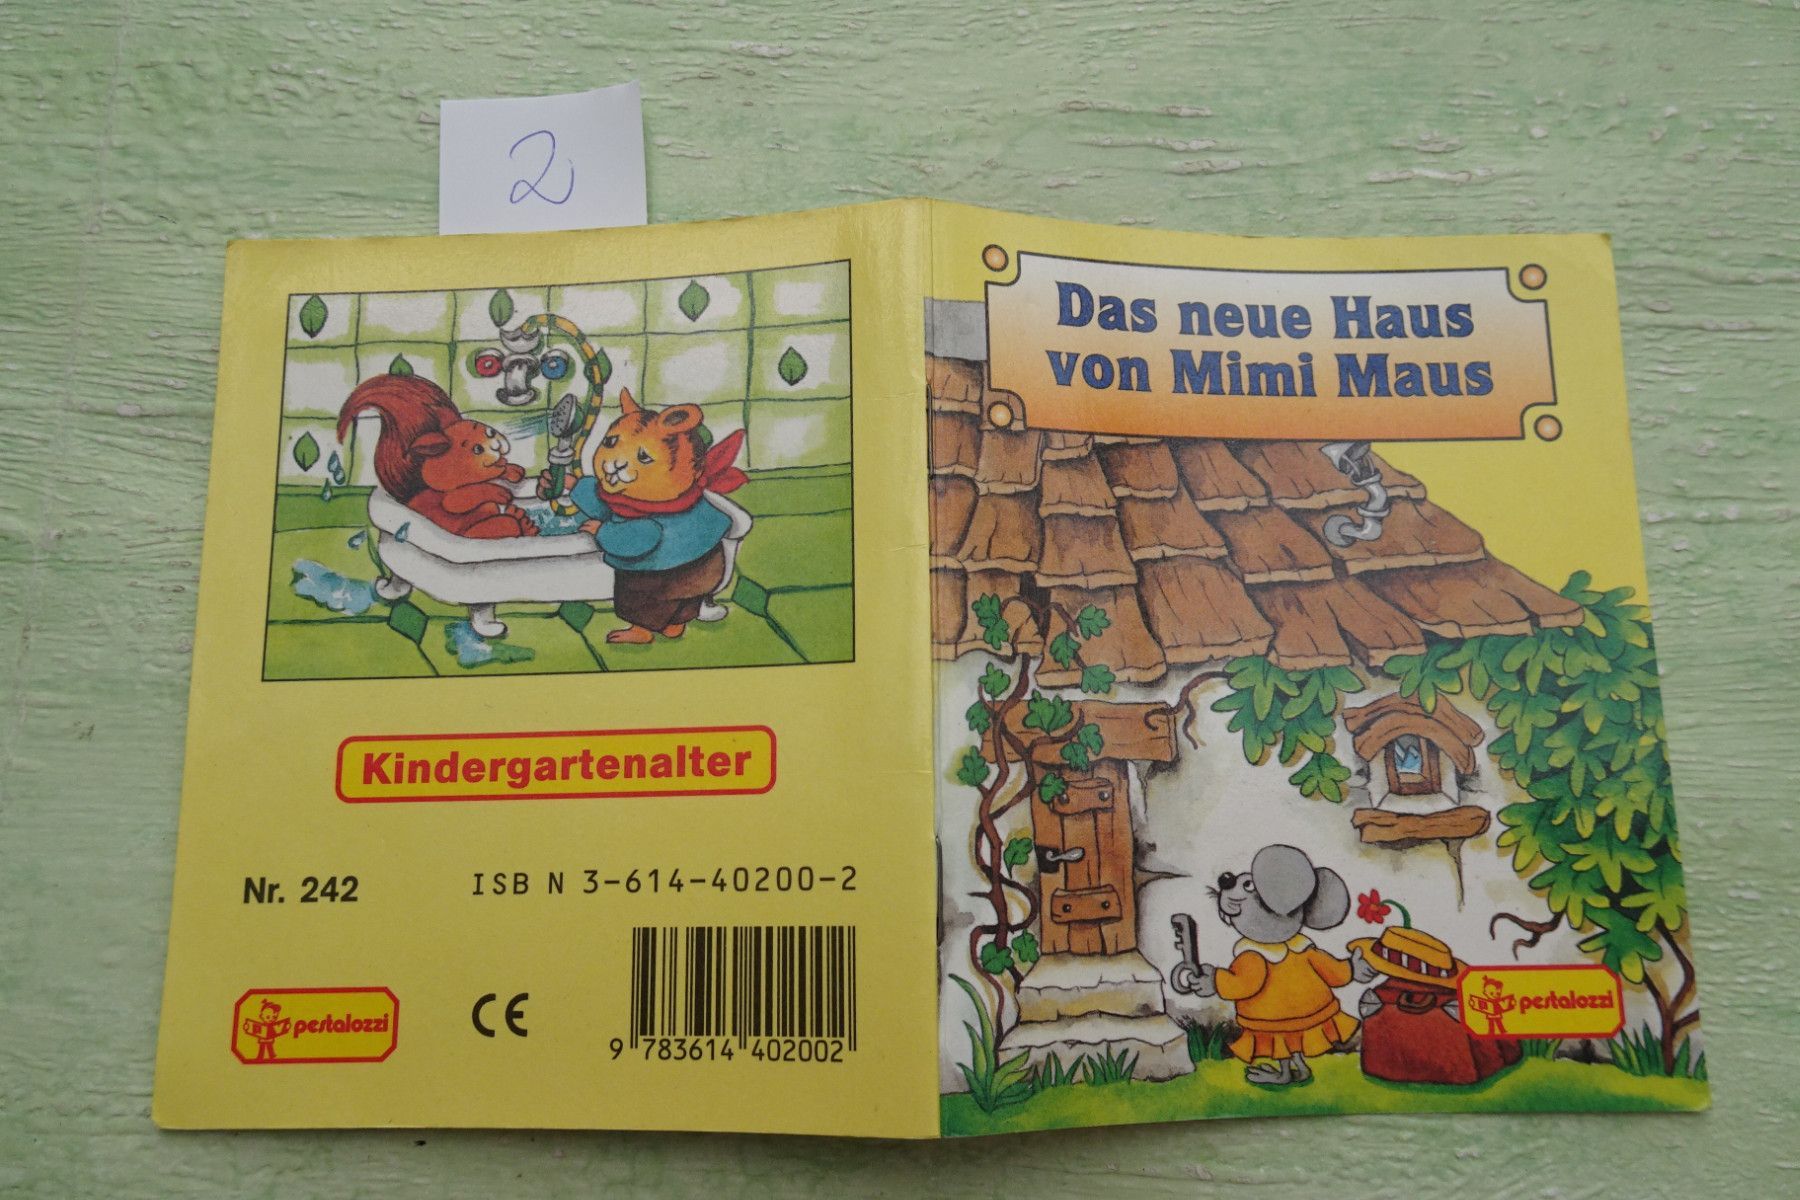 2
Das neue Haus
von Mimi Maus
pestalozzi
Kindergartenalter
Nr. 242
ISBN 3-614-40200-2
pestalozzi
CE
9 783614 402002